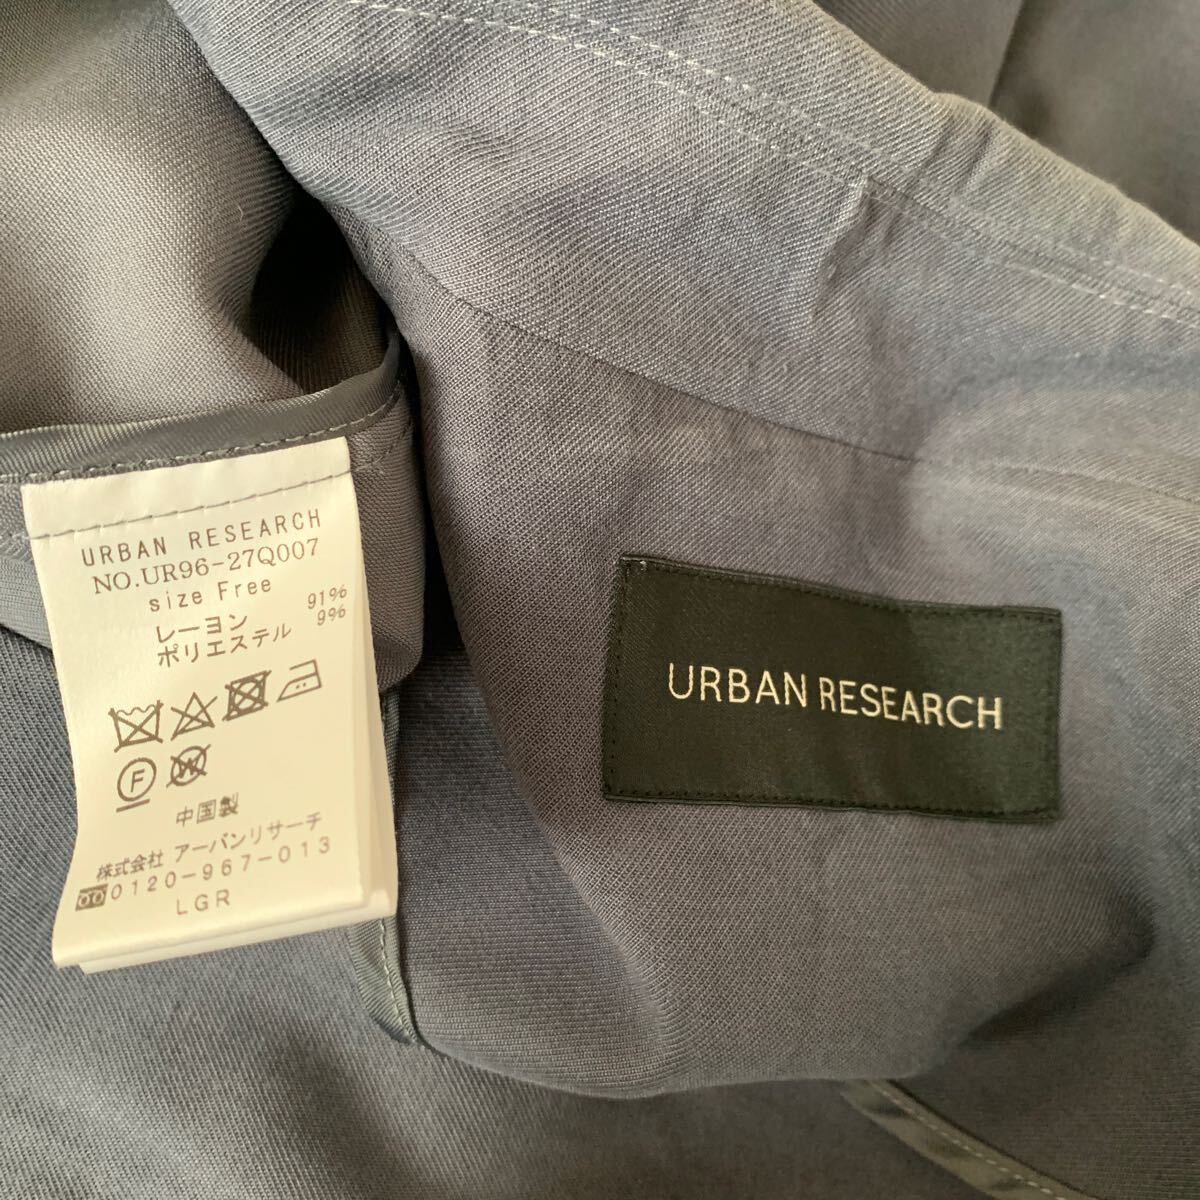 URBAN RESEARCH
NO.UR96-27Q007
size Free
レーヨン 91%
ポリエステル 9%
F
W
中国製
株式会社 アーバンリサーチ
0120-967-013
LGR
URBAN RESEARCH